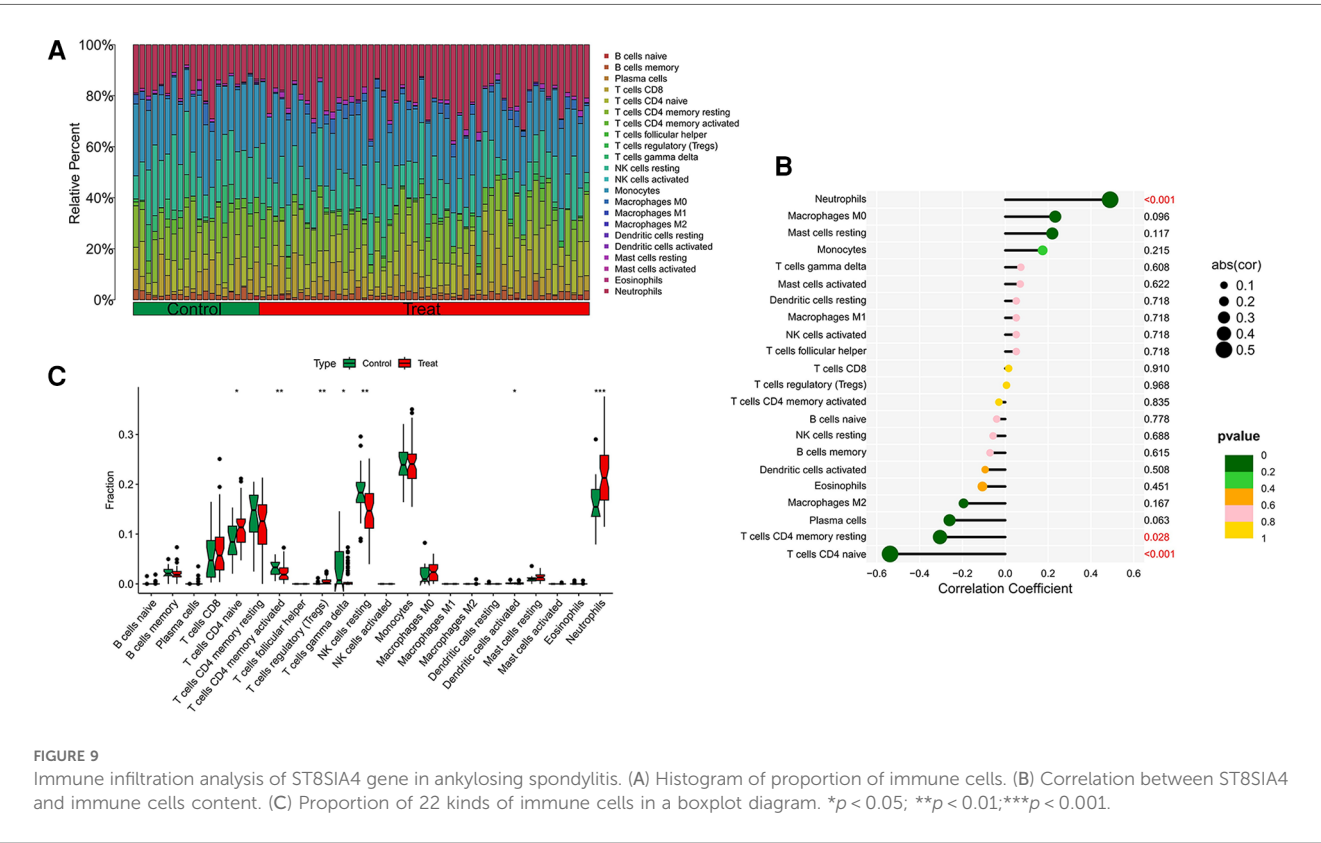 A
100%
80%
60%
40%
20%
0%
Relative Percent
Control
Treat
B cells naive
B cells memory
Plasma cells
T cells CD8
T cells CD4 naive
T cells CD4 memory resting
T cells CD4 memory activated
T cells follicular helper
T cells regulatory (Tregs)
T cells gamma delta
NK cells resting
NK cells activated
Monocytes
Macrophages M0
Macrophages M1
Macrophages M2
Dendritic cells resting
Dendritic cells activated
Mast cells resting
Mast cells activated
Eosinophils
Neutrophils
B
Neutrophils <0.001
Macrophages M0 0.096
Mast cells resting 0.117
Monocytes 0.215
T cells gamma delta 0.608
Mast cells activated 0.622
Dendritic cells resting 0.718
Macrophages M1 0.718
NK cells activated 0.718
T cells follicular helper 0.718
T cells CD8 0.910
T cells regulatory (Tregs) 0.968
T cells CD4 memory activated 0.835
B cells naive 0.778
NK cells resting 0.688
B cells memory 0.615
Dendritic cells activated 0.508
Eosinophils 0.451
Macrophages M2 0.167
Plasma cells 0.063
T cells CD4 memory resting 0.028
T cells CD4 naive <0.001
−0.6 −0.4 −0.2 0.0 0.2 0.4 0.6
Correlation Coefficient
abs(cor)
0.1
0.2
0.3
0.4
0.5
pvalue
0
0.2
0.4
0.6
0.8
1
C
Type Control Treat
* ** ** * ** * ***
0.3
0.2
0.1
0.0
Fraction
B cells naive
B cells memory
Plasma cells
T cells CD8
T cells CD4 naive
T cells CD4 memory resting
T cells CD4 memory activated
T cells follicular helper
T cells regulatory (Tregs)
T cells gamma delta
NK cells resting
NK cells activated
Monocytes
Macrophages M0
Macrophages M1
Macrophages M2
Dendritic cells resting
Dendritic cells activated
Mast cells resting
Mast cells activated
Eosinophils
Neutrophils
FIGURE 9
Immune infiltration analysis of ST8SIA4 gene in ankylosing spondylitis. (A) Histogram of proportion of immune cells. (B) Correlation between ST8SIA4
and immune cells content. (C) Proportion of 22 kinds of immune cells in a boxplot diagram. *p < 0.05; **p < 0.01;***p < 0.001.